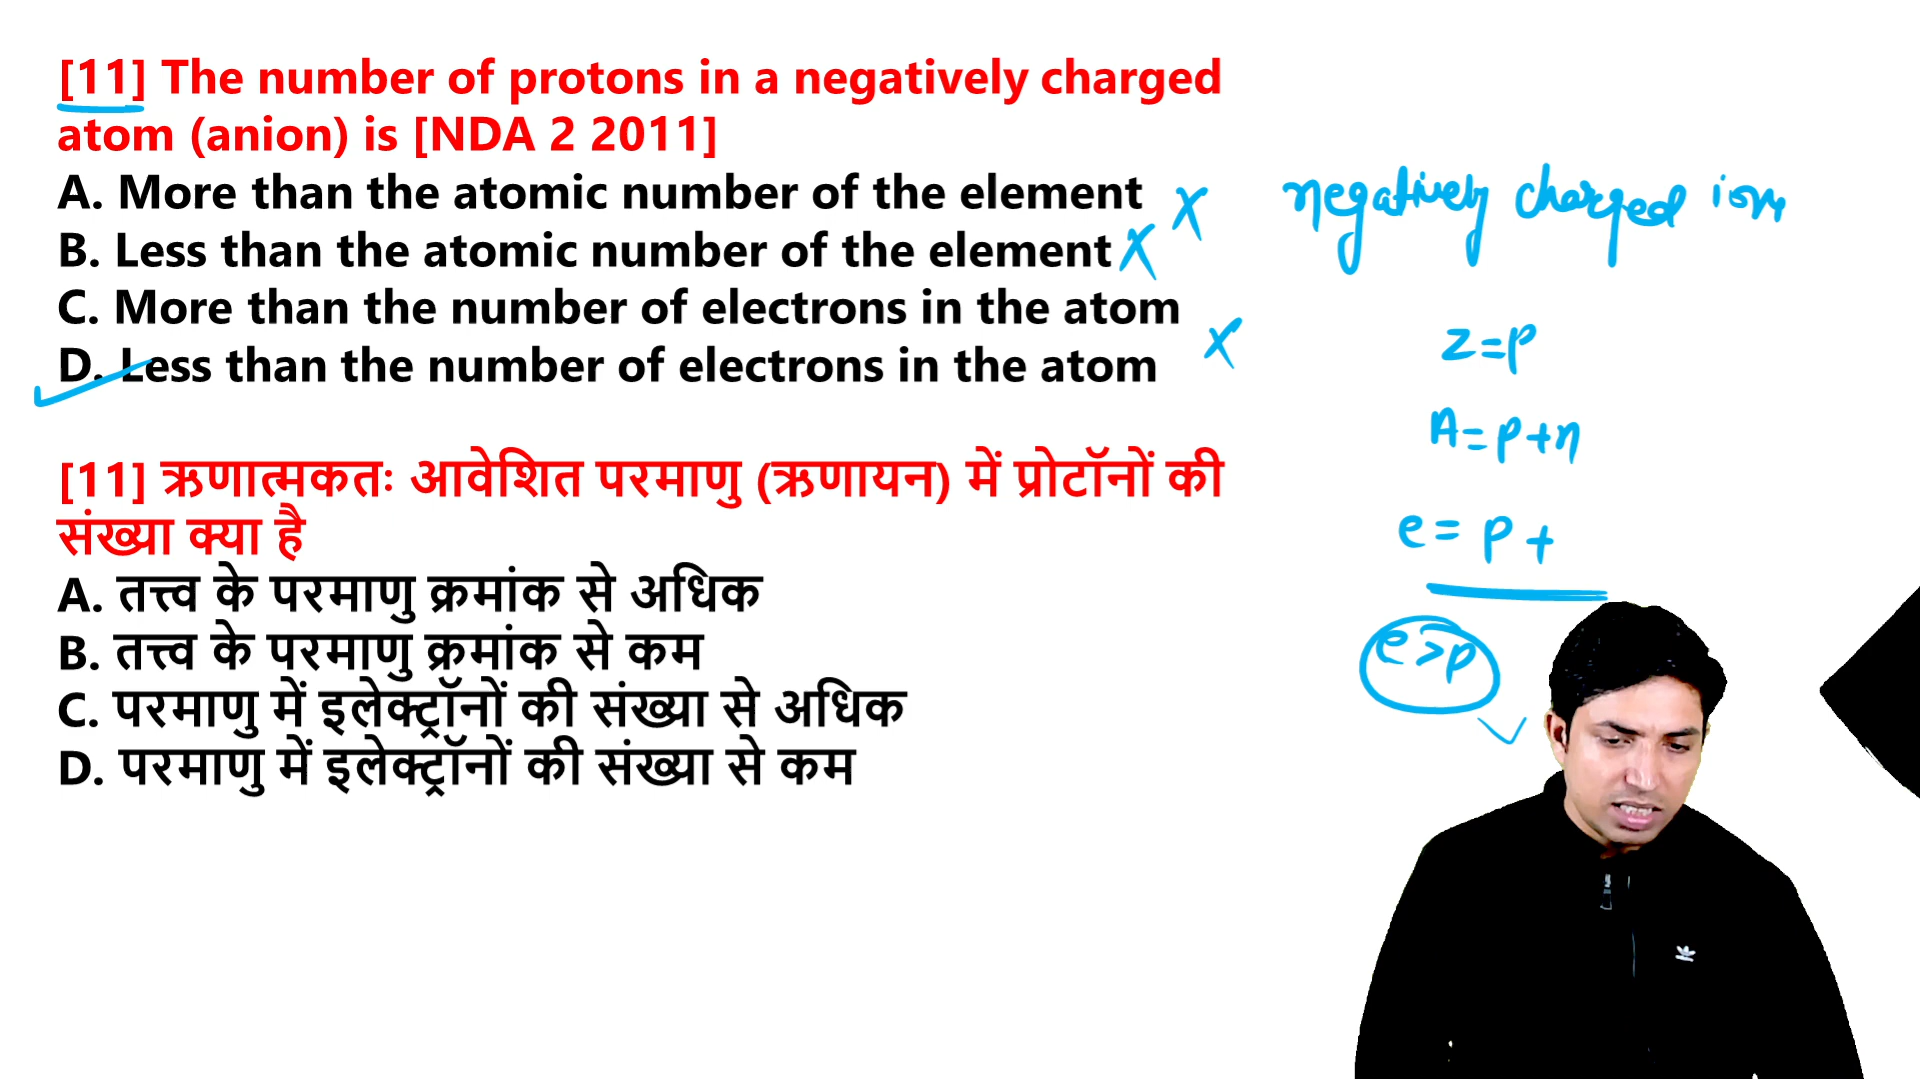 [11] The number of protons in a negatively charged
atom (anion) is [NDA 2 2011]
A. More than the atomic number of the element
B. Less than the atomic number of the element
C. More than the number of electrons in the atom
D. Less than the number of electrons in the atom
[11] ऋणात्मकतः आवेशित परमाणु (ऋणायन) में प्रोटॉनों की
संख्या क्या है
A. तत्त्व के परमाणु क्रमांक से अधिक
B. तत्त्व के परमाणु क्रमांक से कम
C. परमाणु में इलेक्ट्रॉनों की संख्या से अधिक
D. परमाणु में इलेक्ट्रॉनों की संख्या से कम
negatively charged ion
z=p
A=p+n
e= p+
e>p